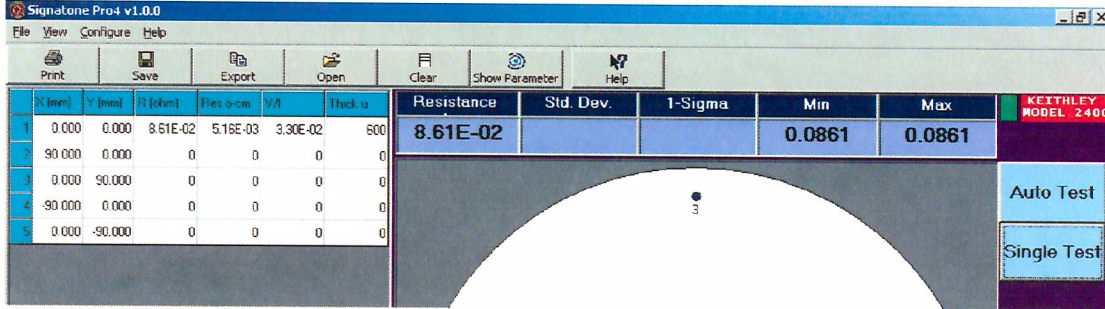 Signatone Pro4 v1.0.0
File View Configure Help
Print Save Export Open Clear Show Parameter Help
X (mm) Y (mm) R (ohm) Res o-cm V/I Thick u
1 0.000 0.000 8.61E-02 5.16E-03 3.30E-02 600
2 90.000 0.000 0 0 0 0
3 0.000 90.000 0 0 0 0
4 -90.000 0.000 0 0 0 0
5 0.000 -90.000 0 0 0 0
Resistance Std. Dev. 1-Sigma Min Max
8.61E-02 0.0861 0.0861
KEITHLEY
MODEL 2400
3
Auto Test
Single Test